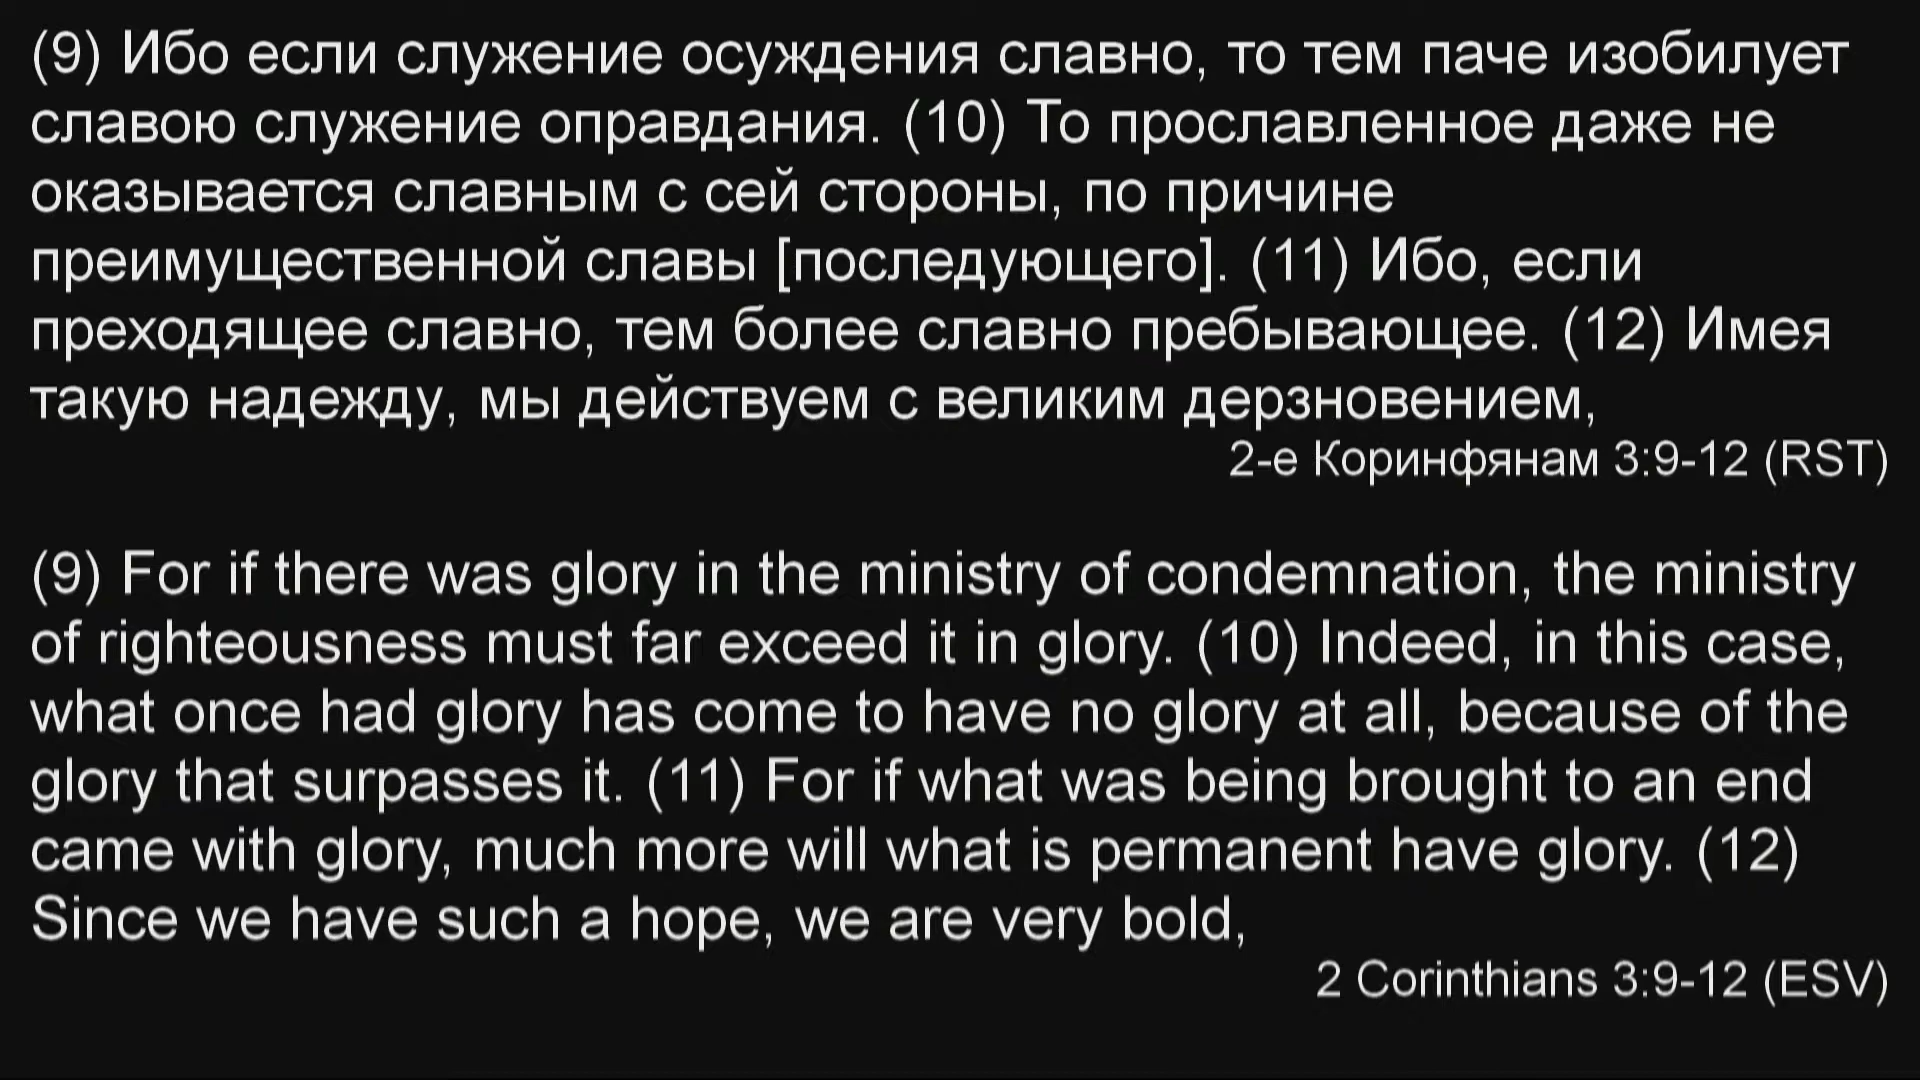 (9) Ибо если служение осуждения славно, то тем паче изобилует
славою служение оправдания. (10) То прославленное даже не
оказывается славным с сей стороны, по причине
преимущественной славы [последующего]. (11) Ибо, если
преходящее славно, тем более славно пребывающее. (12) Имея
такую надежду, мы действуем с великим дерзновением,
2-е Коринфянам 3:9-12 (RST)
(9) For if there was glory in the ministry of condemnation, the ministry
of righteousness must far exceed it in glory. (10) Indeed, in this case,
what once had glory has come to have no glory at all, because of the
glory that surpasses it. (11) For if what was being brought to an end
came with glory, much more will what is permanent have glory. (12)
Since we have such a hope, we are very bold,
2 Corinthians 3:9-12 (ESV)